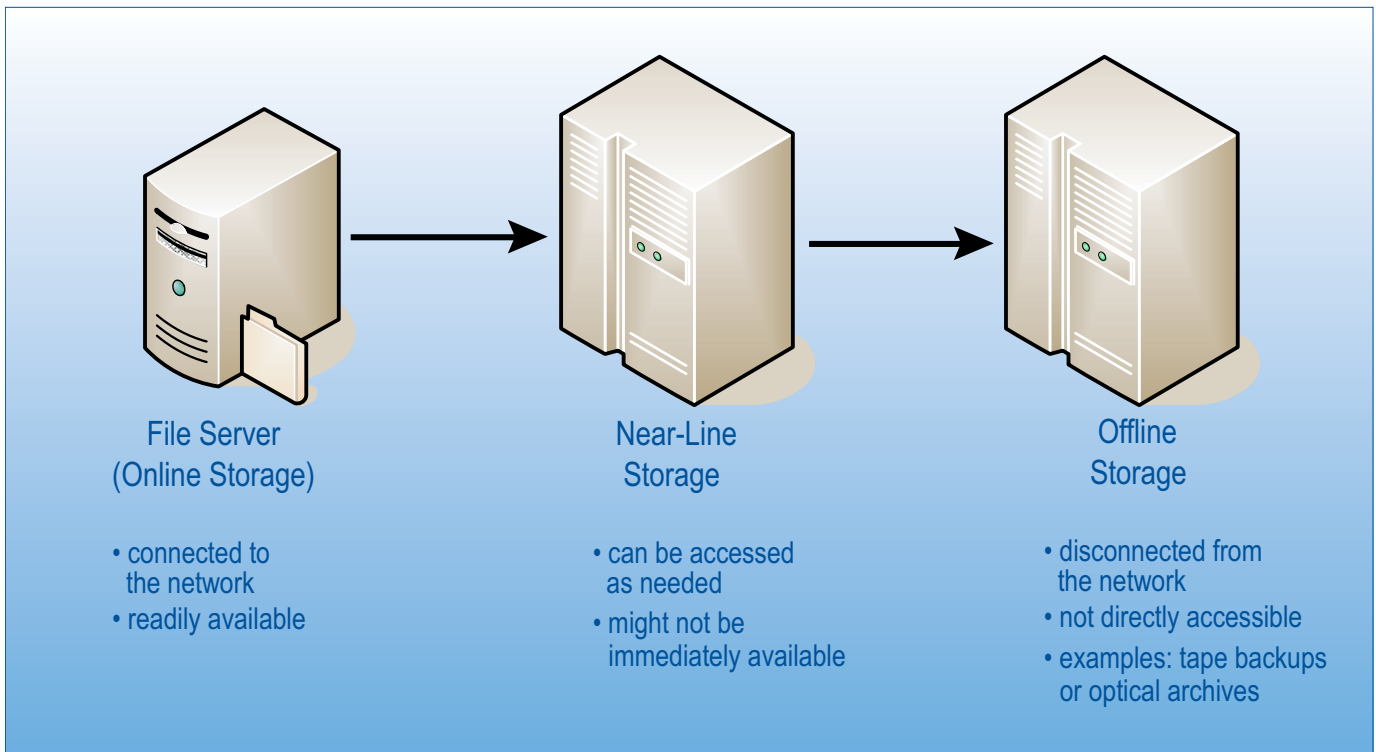 File Server
(Online Storage)
• connected to
the network
• readily available
Near-Line
Storage
• can be accessed
as needed
• might not be
immediately available
Offline
Storage
• disconnected from
the network
• not directly accessible
• examples: tape backups
or optical archives